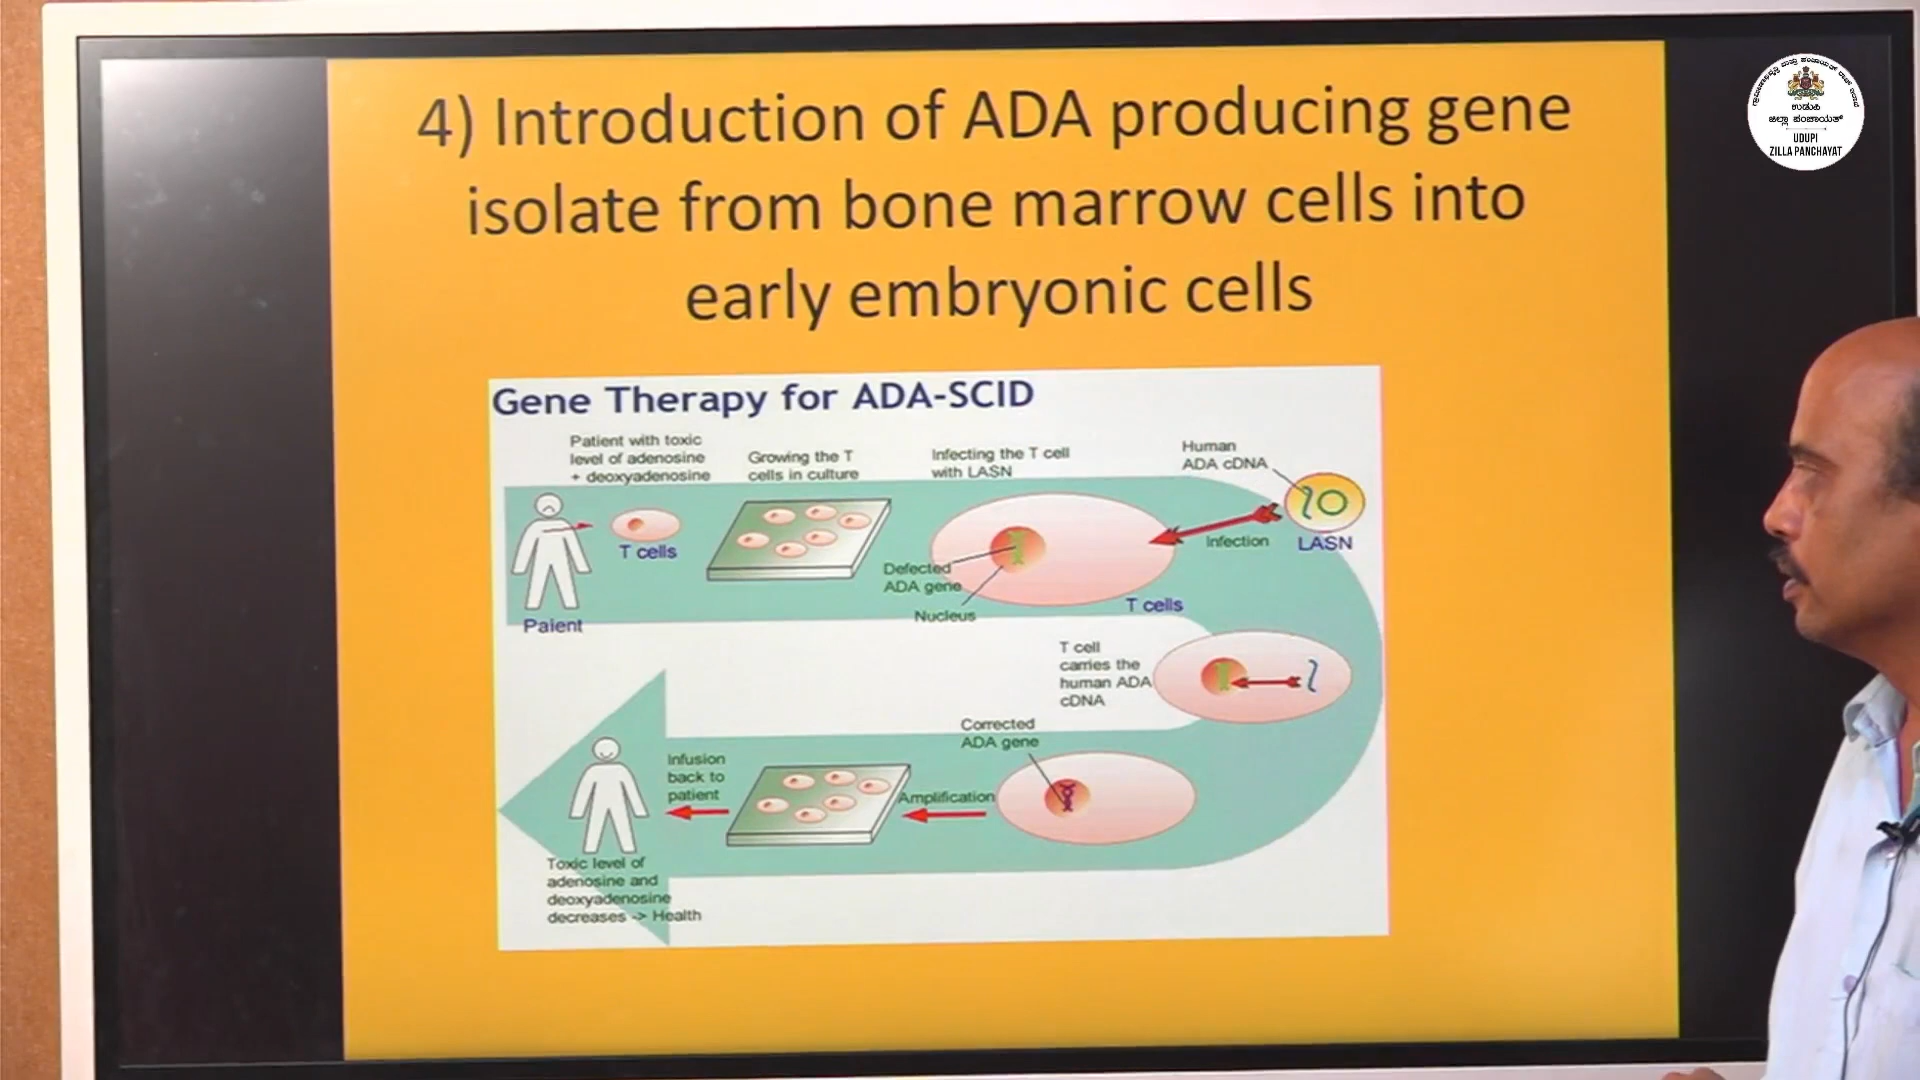 4) Introduction of ADA producing gene
isolate from bone marrow cells into
early embryonic cells
Gene Therapy for ADA-SCID
Patient with toxic
level of adenosine
+ deoxyadenosine
Growing the T
cells in culture
Infecting the T cell
with LASN
Human
ADA cDNA
T cells
Infection
LASN
Defected
ADA gene
Nucleus
T cells
Paient
T cell
carries the
human ADA
cDNA
Corrected
ADA gene
Infusion
back to
patient
Amplification
Toxic level of
adenosine and
deoxyadenosine
decreases -> Health
ಉಡುಪಿ
ಜಿಲ್ಲಾ ಪಂಚಾಯತ್
UDUPI
ZILLA PANCHAYAT